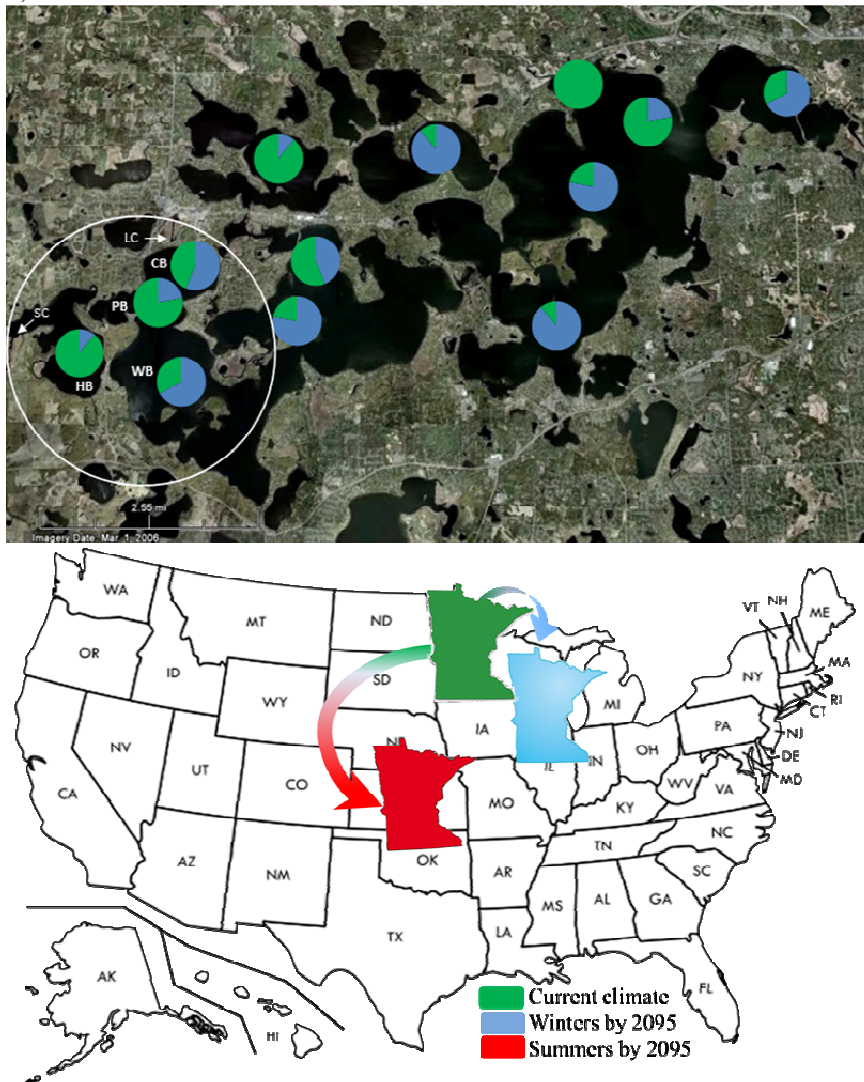 LC
CB
SC
PB
WB
HB
2.55 mi
Imagery Date: Mar. 1, 2006
WA
MT
ND
VT
NH
ME
OR
ID
SD
MA
WY
NY
MI
RI
CT
IA
PA
NV
NE
NJ
UT
OH
DE
IL
IN
CO
MD
CA
WV
VA
MO
KY
NC
TN
AZ
OK
AR
SC
NM
MS
AL
GA
LA
TX
AK
FL
HI
Current climate
Winters by 2095
Summers by 2095